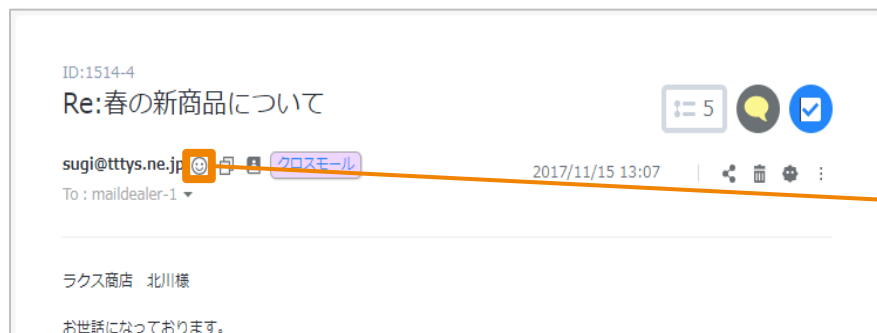 ID:1514-4
Re:春の新商品について
5
sugi@tttys.ne.jp クロスモール 2017/11/15 13:07
To : maildealer-1
ラクス商店 北川様
お世話になっております。